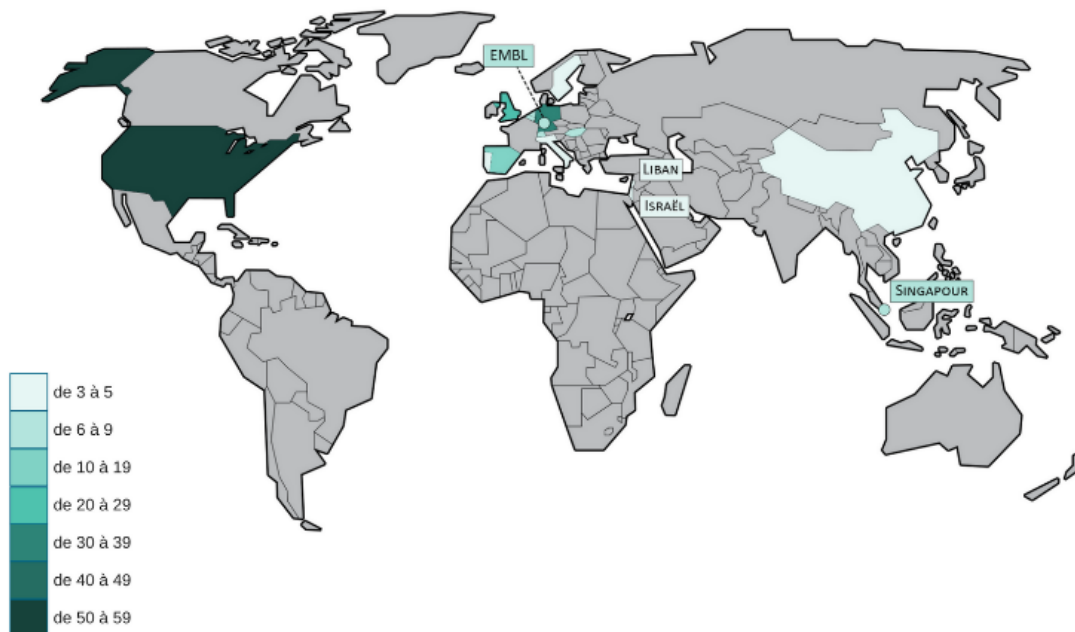 EMBL
LIBAN
ISRAËL
SINGAPOUR
de 3 à 5
de 6 à 9
de 10 à 19
de 20 à 29
de 30 à 39
de 40 à 49
de 50 à 59